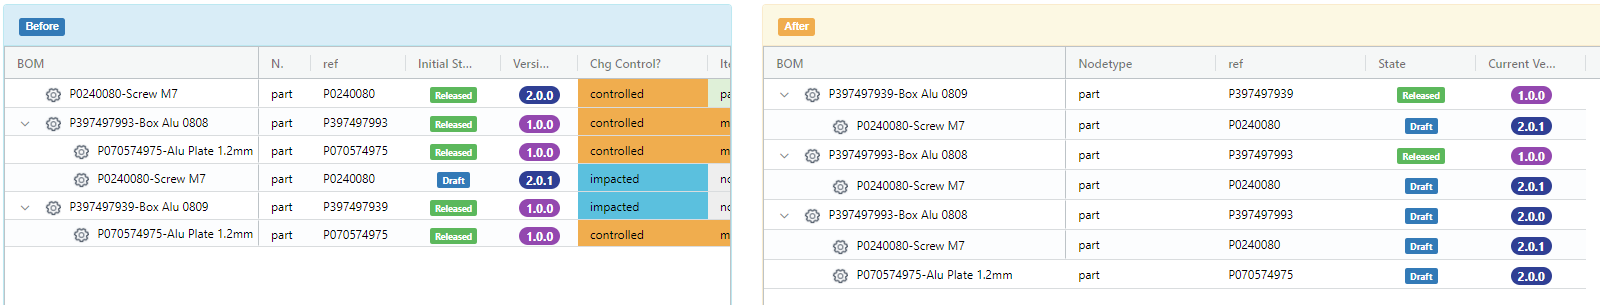 Before
BOM N. ref Initial St... Versi... Chg Control? Ite
P0240080-Screw M7 part P0240080 Released 2.0.0 controlled pa
P397497993-Box Alu 0808 part P397497993 Released 1.0.0 controlled m
P070574975-Alu Plate 1.2mm part P070574975 Released 1.0.0 controlled m
P0240080-Screw M7 part P0240080 Draft 2.0.1 impacted no
P397497939-Box Alu 0809 part P397497939 Released 1.0.0 impacted no
P070574975-Alu Plate 1.2mm part P070574975 Released 1.0.0 controlled m
After
BOM Nodetype ref State Current Ve...
P397497939-Box Alu 0809 part P397497939 Released 1.0.0
P0240080-Screw M7 part P0240080 Draft 2.0.1
P397497993-Box Alu 0808 part P397497993 Released 1.0.0
P0240080-Screw M7 part P0240080 Draft 2.0.1
P397497993-Box Alu 0808 part P397497993 Draft 2.0.0
P0240080-Screw M7 part P0240080 Draft 2.0.1
P070574975-Alu Plate 1.2mm part P070574975 Draft 2.0.0